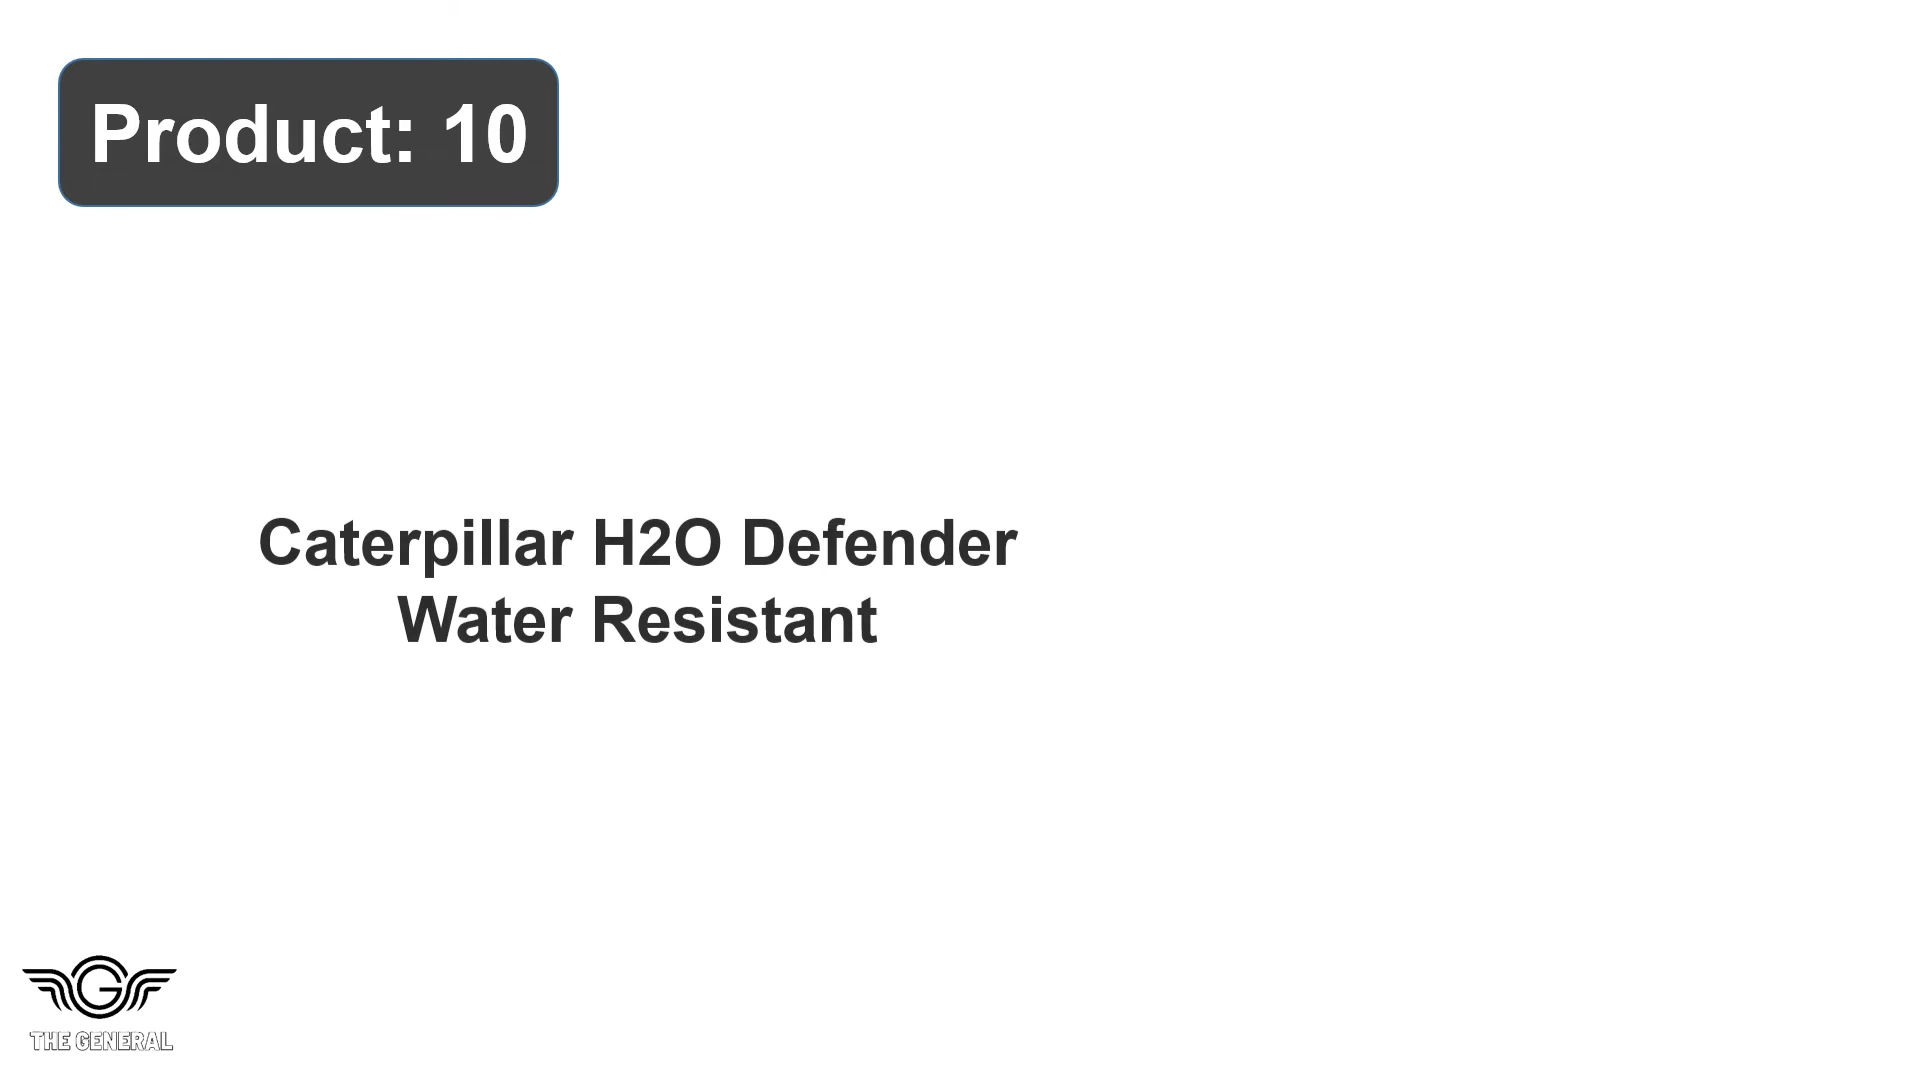 Product: 10
Caterpillar H2O Defender
Water Resistant
G
THE GENERAL